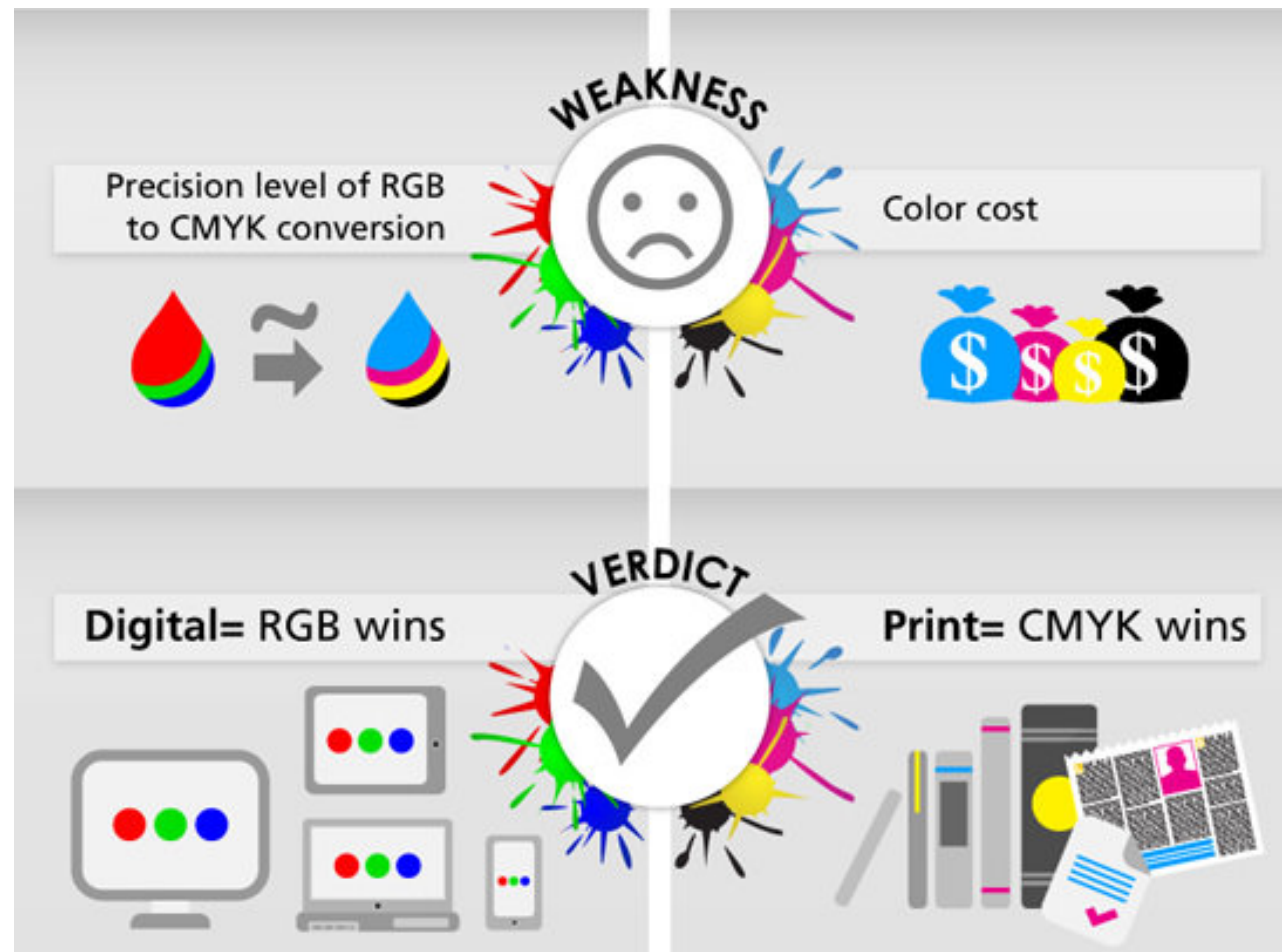 WEAKNESS
Precision level of RGB
to CMYK conversion
Color cost
$ $ $ $
VERDICT
Digital= RGB wins
Print= CMYK wins